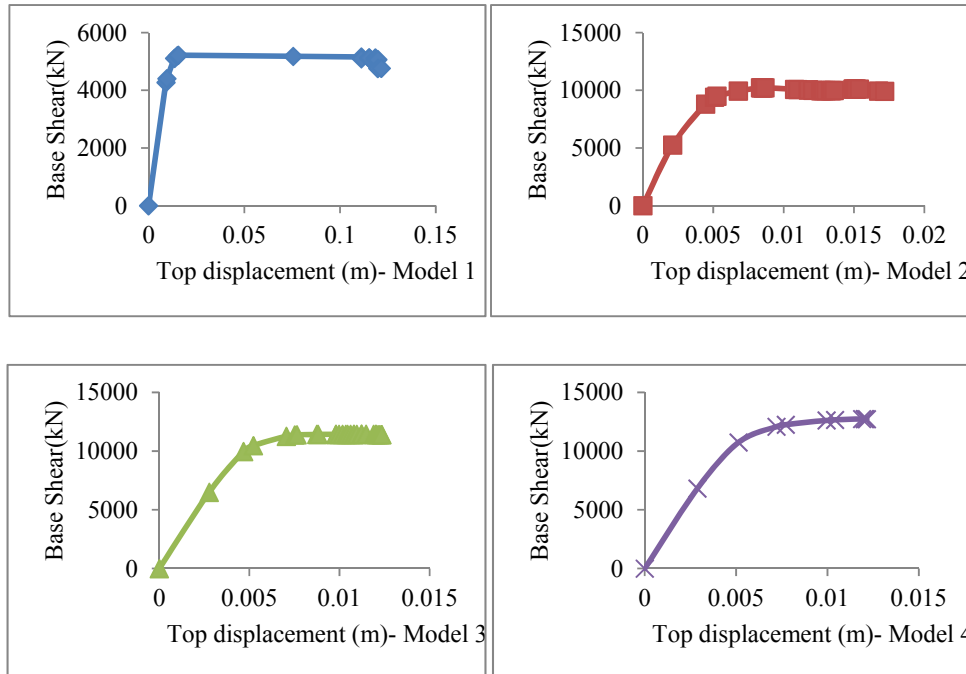 Base Shear(kN)
6000
4000
2000
0
0 0.05 0.1 0.15
Top displacement (m)- Model 1
Base Shear(kN)
15000
10000
5000
0
0 0.005 0.01 0.015 0.02
Top displacement (m)- Model 2
Base Shear(kN)
15000
10000
5000
0
0 0.005 0.01 0.015
Top displacement (m)- Model 3
Base Shear(kN)
15000
10000
5000
0
0 0.005 0.01 0.015
Top displacement (m)- Model 4